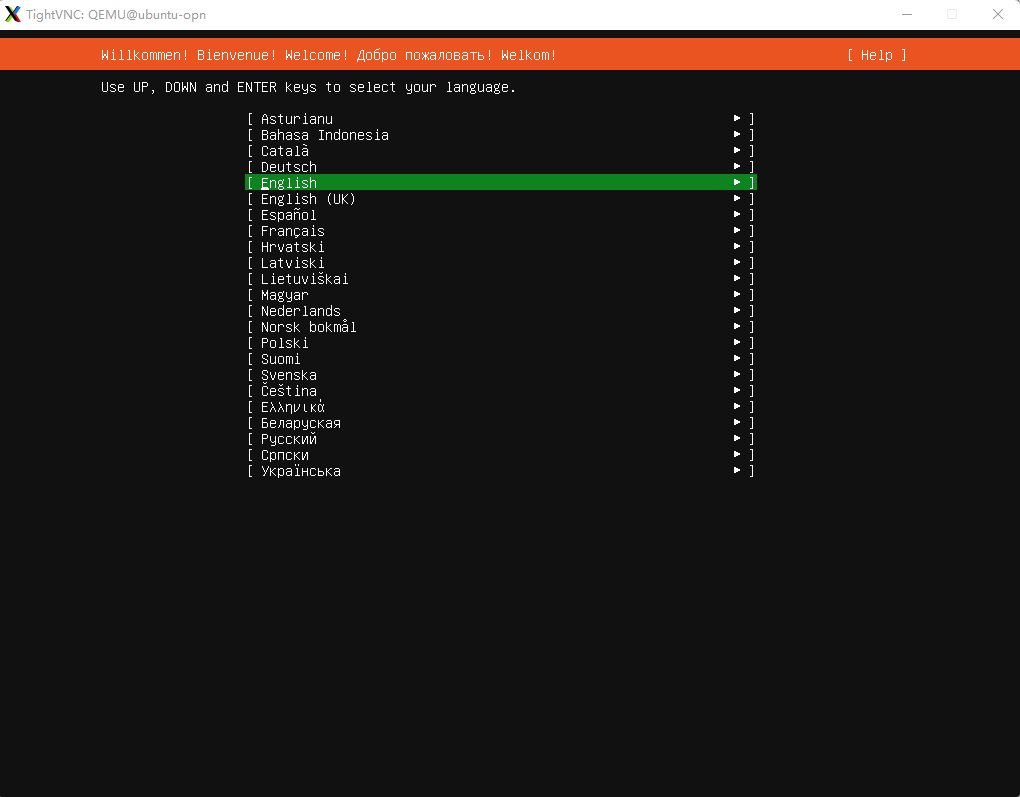 TightVNC: QEMU@ubuntu-opn
Willkommen! Bienvenue! Welcome! Добро пожаловать! Welkom! [ Help ]
Use UP, DOWN and ENTER keys to select your language.
[ Asturianu ▸ ]
[ Bahasa Indonesia ▸ ]
[ Català ▸ ]
[ Deutsch ▸ ]
[ English ▸ ]
[ English (UK) ▸ ]
[ Español ▸ ]
[ Français ▸ ]
[ Hrvatski ▸ ]
[ Latviski ▸ ]
[ Lietuviškai ▸ ]
[ Magyar ▸ ]
[ Nederlands ▸ ]
[ Norsk bokmål ▸ ]
[ Polski ▸ ]
[ Suomi ▸ ]
[ Svenska ▸ ]
[ Čeština ▸ ]
[ Ελληνικά ▸ ]
[ Беларуская ▸ ]
[ Русский ▸ ]
[ Српски ▸ ]
[ Українська ▸ ]